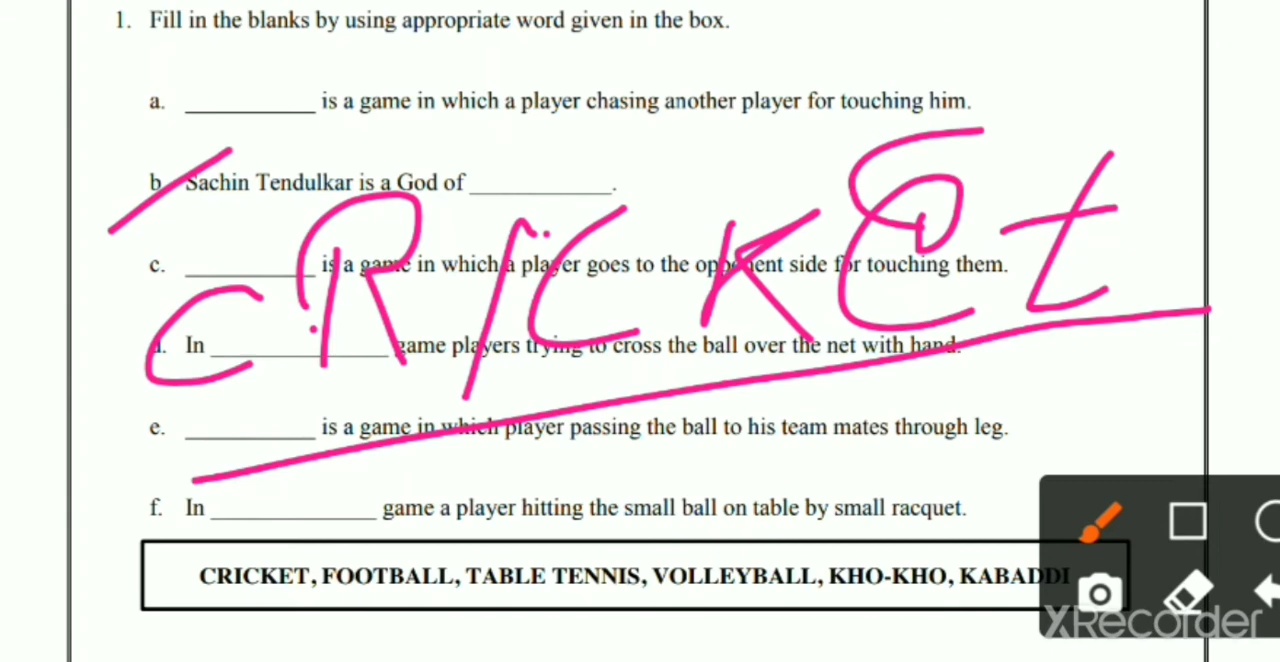 1. Fill in the blanks by using appropriate word given in the box.
a. __________ is a game in which a player chasing another player for touching him.
b. Sachin Tendulkar is a God of ___________.
c. __________ is a game in which a player goes to the opponent side for touching them.
CRICKEt
d. In ______________ game players trying to cross the ball over the net with hand.
e. __________ is a game in which player passing the ball to his team mates through leg.
f. In _____________ game a player hitting the small ball on table by small racquet.
CRICKET, FOOTBALL, TABLE TENNIS, VOLLEYBALL, KHO-KHO, KABADDI
XRecorder